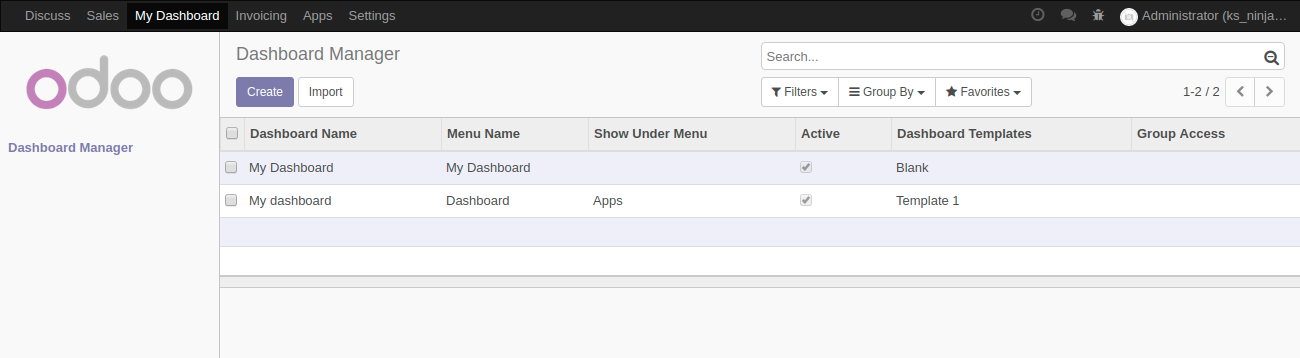 Discuss Sales My Dashboard Invoicing Apps Settings Administrator (ks_ninja…
odoo
Dashboard Manager
Dashboard Manager
Search...
Create Import
Filters Group By Favorites 1-2 / 2
Dashboard Name Menu Name Show Under Menu Active Dashboard Templates Group Access
My Dashboard My Dashboard Blank
My dashboard Dashboard Apps Template 1